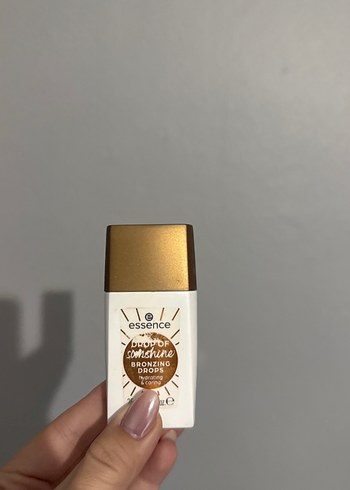 essence
DROP OF
sunshine
BRONZING
DROPS
hydrating
& caring